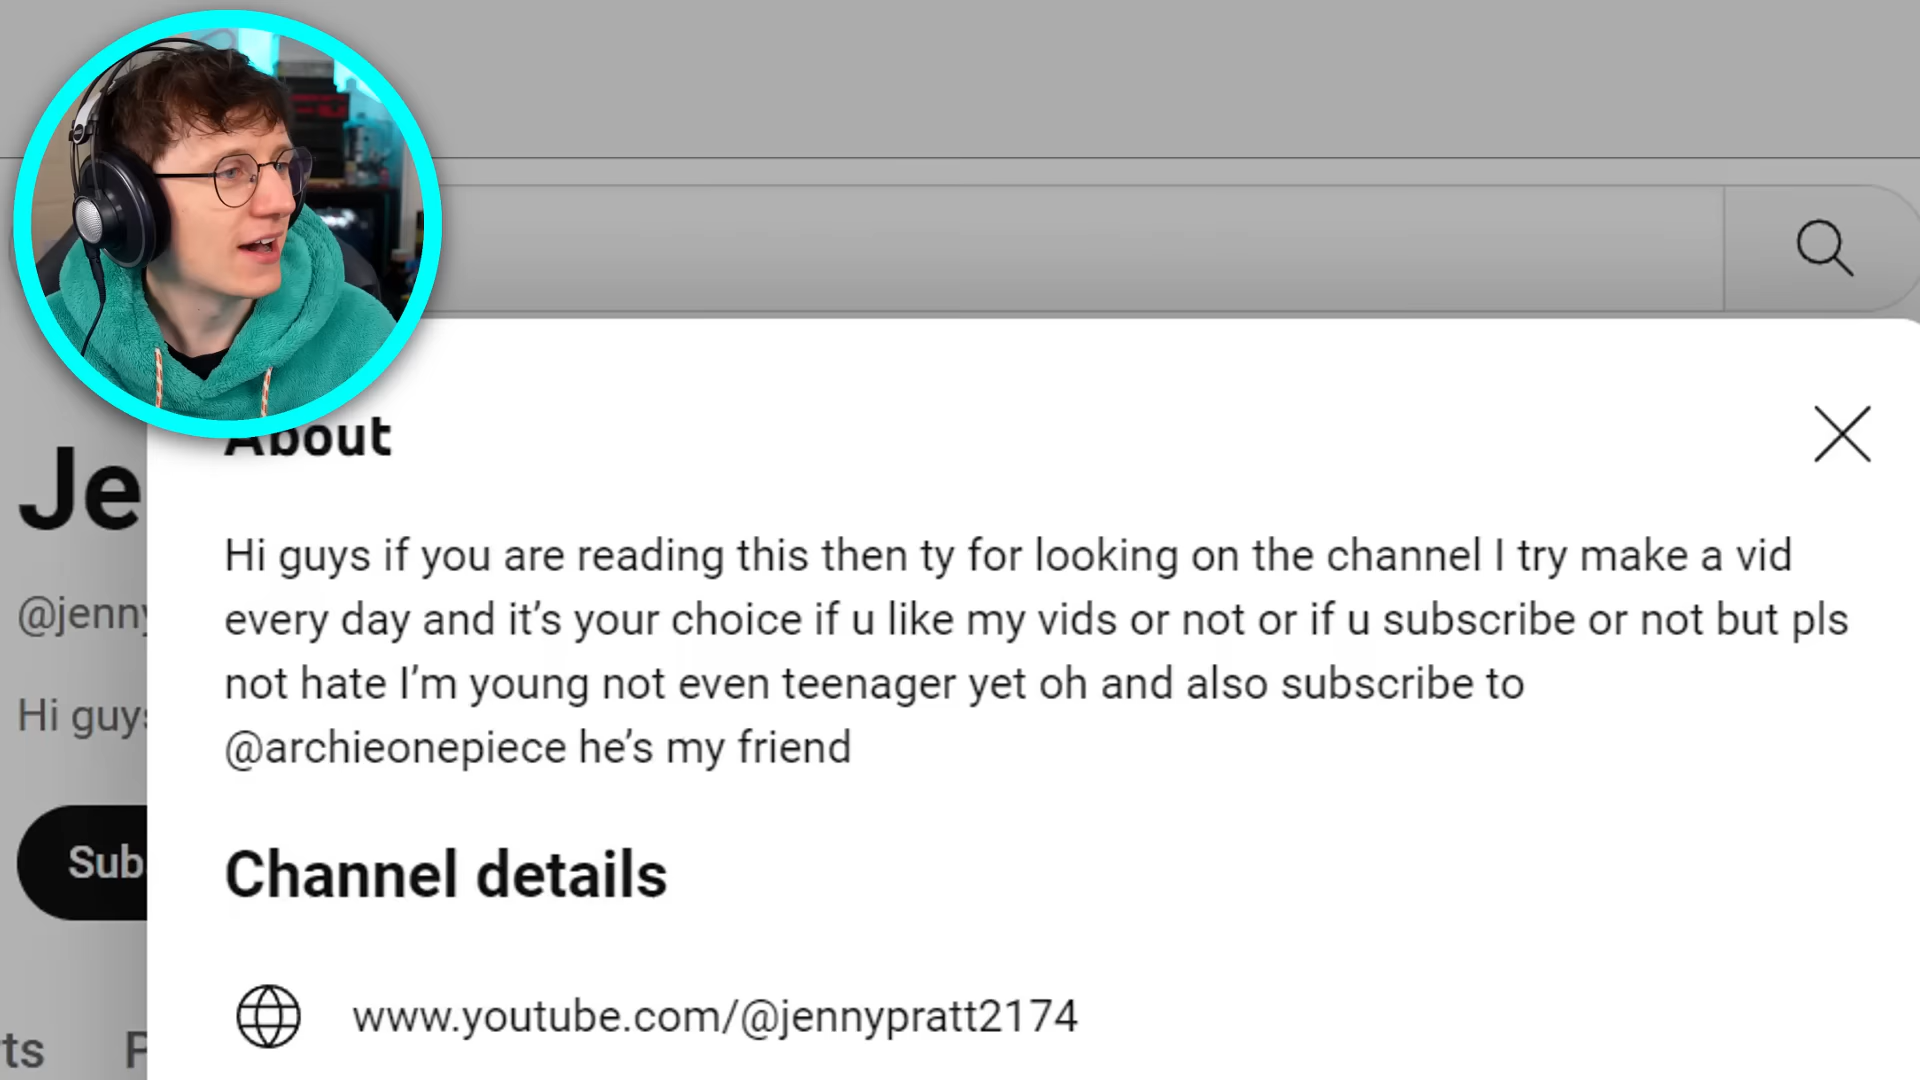 About
Je
@jenny
Hi guys
Sub
ts
P
Hi guys if you are reading this then ty for looking on the channel I try make a vid
every day and it’s your choice if u like my vids or not or if u subscribe or not but pls
not hate I’m young not even teenager yet oh and also subscribe to
@archieonepiece he’s my friend
Channel details
www.youtube.com/@jennypratt2174